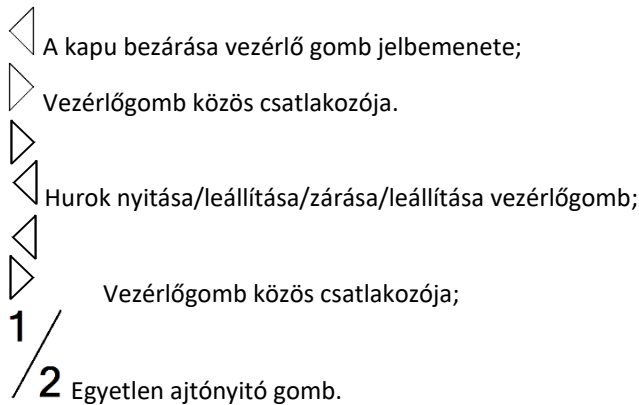 A kapu bezárása vezérlő gomb jelbemenete;
Vezérlőgomb közös csatlakozója.
Hurok nyitása/leállítása/zárása/leállítása vezérlőgomb;
Vezérlőgomb közös csatlakozója;
1/2 Egyetlen ajtónyitó gomb.